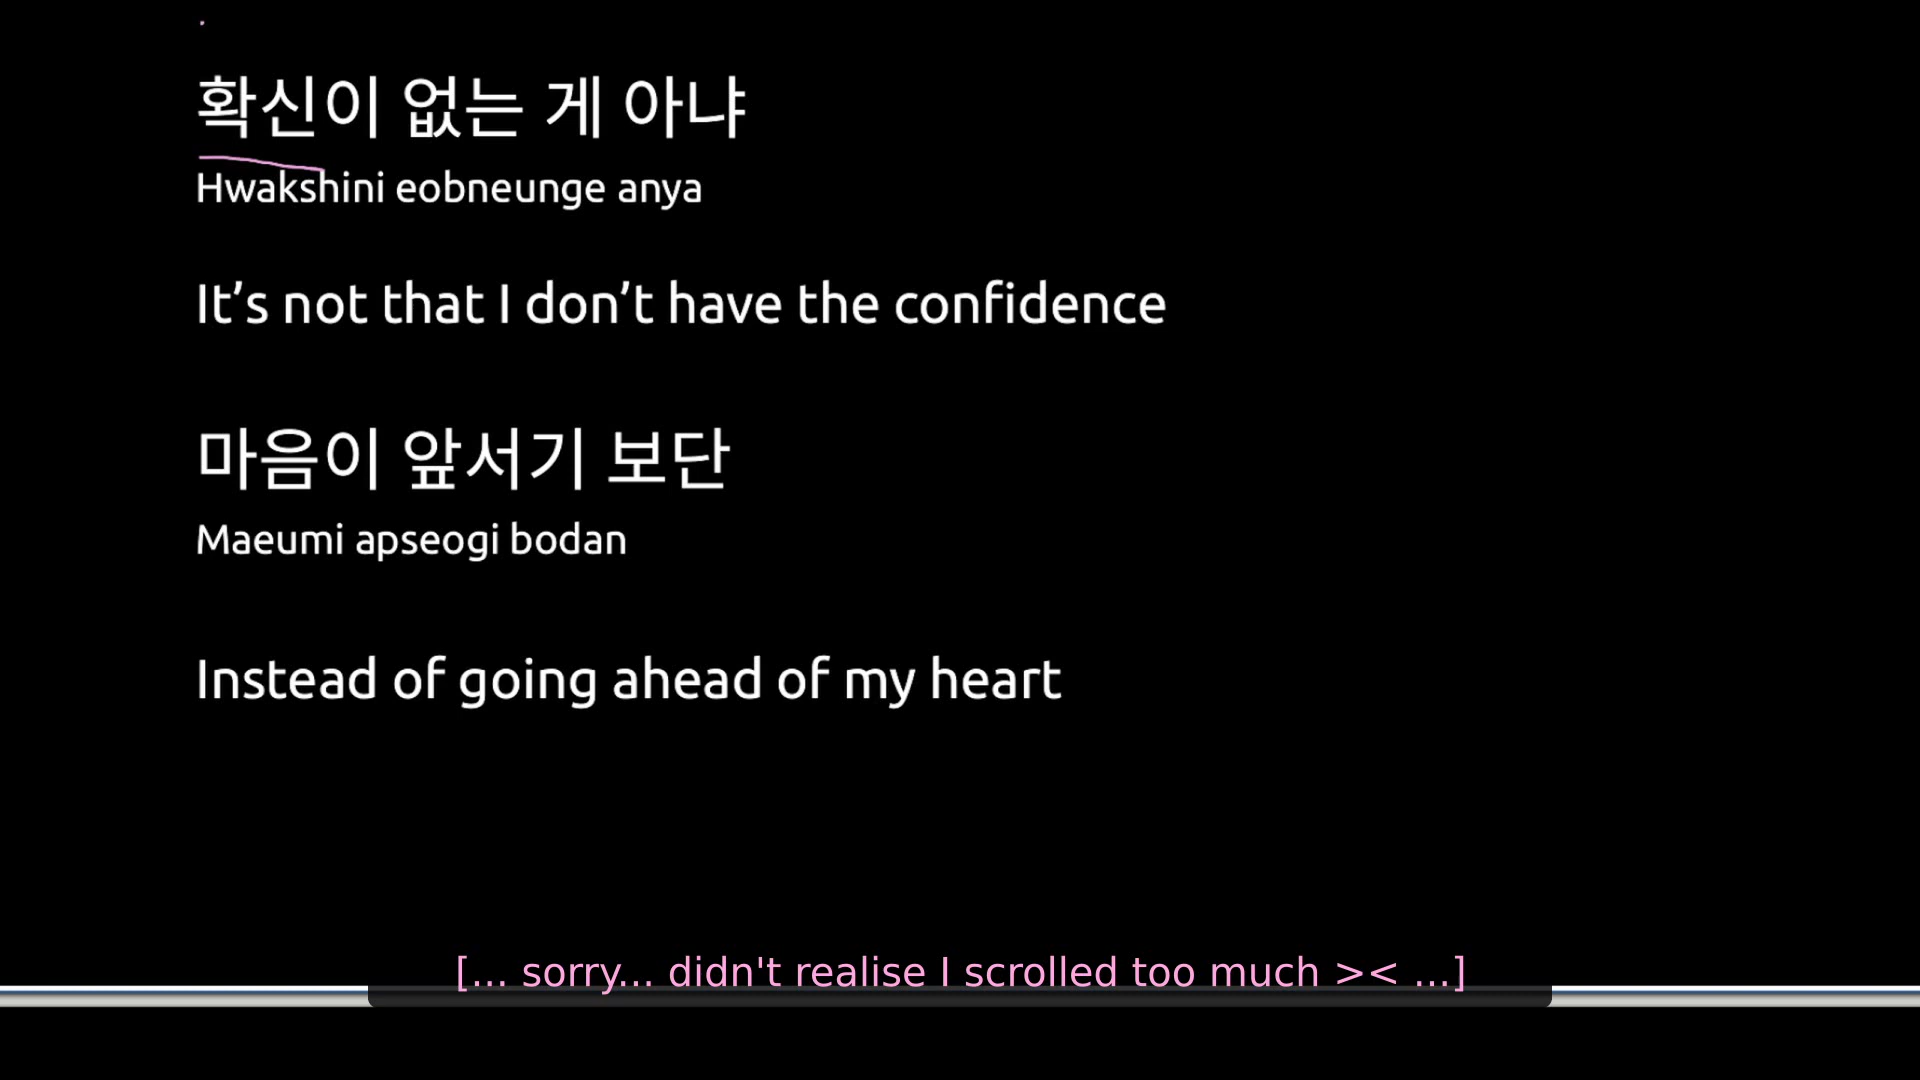 확신이 없는 게 아냐
Hwakshini eobneunge anya
It’s not that I don’t have the confidence
마음이 앞서기 보단
Maeumi apseogi bodan
Instead of going ahead of my heart
[... sorry... didn't realise I scrolled too much >< ...]